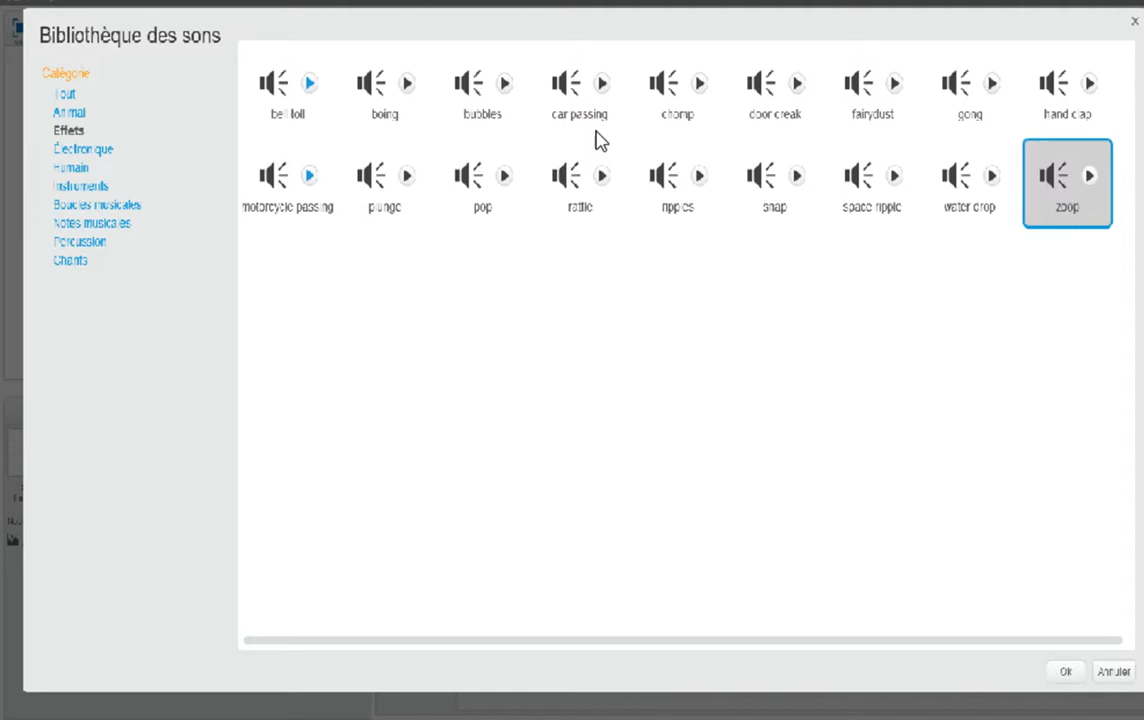 Bibliothèque des sons
x
Catégorie
Tout
Animal
Effets
Électronique
Humain
Instruments
Boucles musicales
Notes musicales
Percussion
Chants
bell toll boing bubbles car passing chomp door creak fairydust gong hand clap
motorcycle passing plunge pop rattle ripples snap space ripple water drop zoop
Ok Annuler